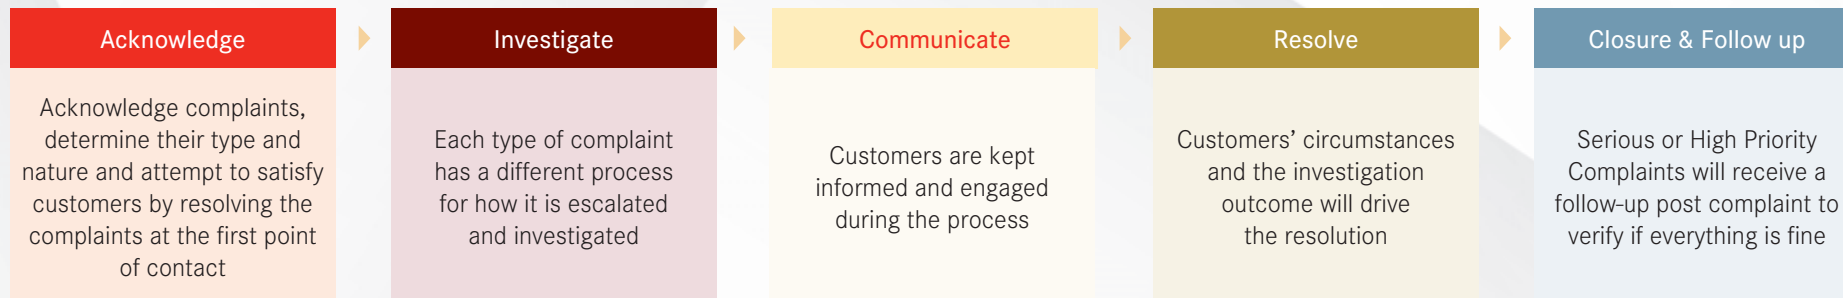 Acknowledge
Acknowledge complaints,
determine their type and
nature and attempt to satisfy
customers by resolving the
complaints at the first point
of contact
Investigate
Each type of complaint
has a different process
for how it is escalated
and investigated
Communicate
Customers are kept
informed and engaged
during the process
Resolve
Customers’ circumstances
and the investigation
outcome will drive
the resolution
Closure & Follow up
Serious or High Priority
Complaints will receive a
follow-up post complaint to
verify if everything is fine